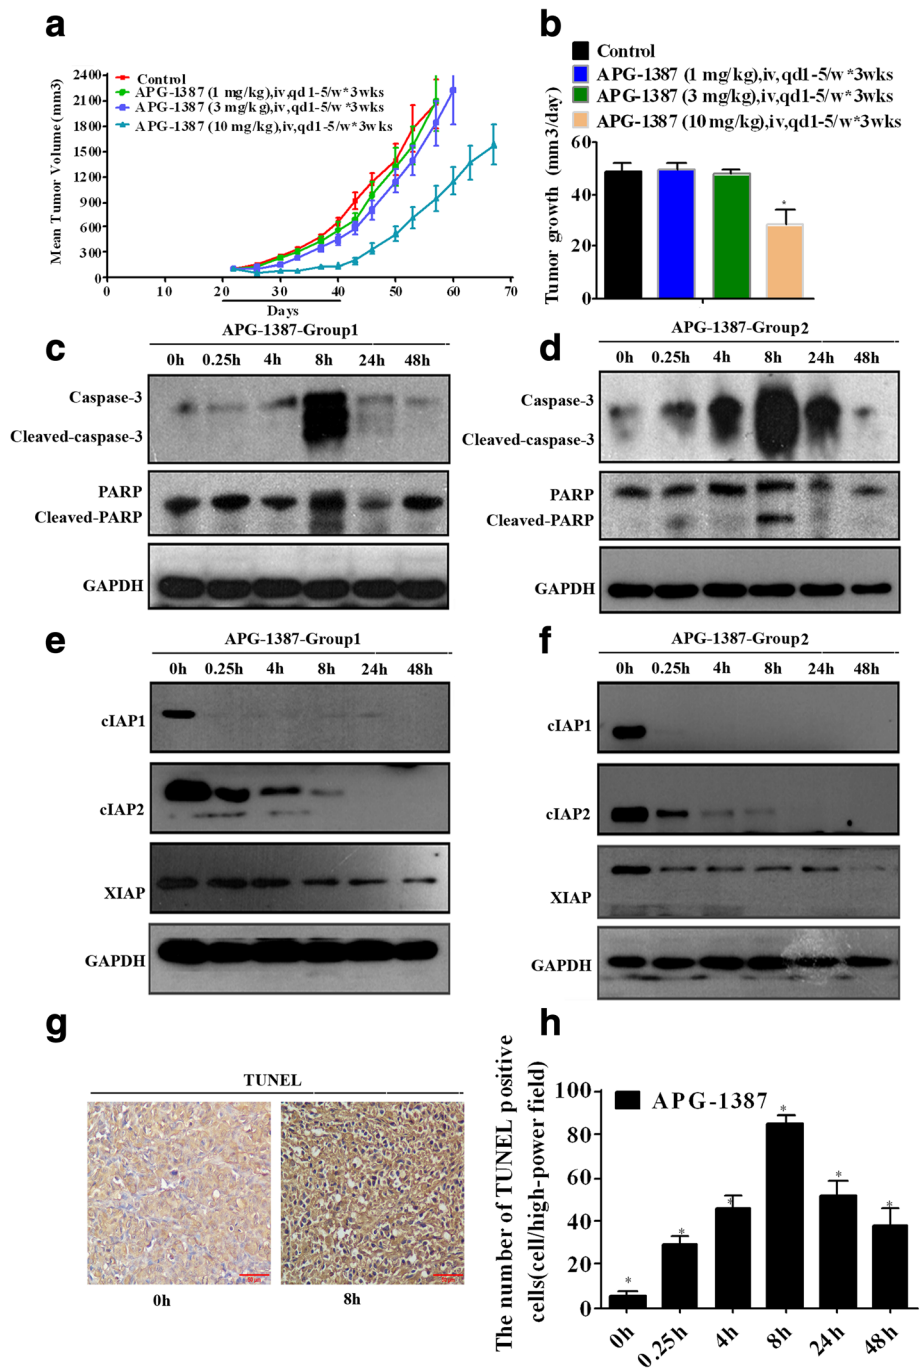 a
Mean Tumor Volume (mm3)
2400
2100
1800
1500
1200
900
600
300
0
Control
APG-1387 (1 mg/kg),iv,qd1-5/w*3wks
APG-1387 (3 mg/kg),iv,qd1-5/w*3wks
APG-1387 (10 mg/kg),iv,qd1-5/w*3wks
0 10 20 30 40 50 60 70
Days
b
Control
APG-1387 (1 mg/kg),iv,qd1-5/w*3wks
APG-1387 (3 mg/kg),iv,qd1-5/w*3wks
APG-1387 (10 mg/kg),iv,qd1-5/w*3wks
Tumor growth (mm3/day)
60
40
20
0
*
c
APG-1387-Group1
0h 0.25h 4h 8h 24h 48h
Caspase-3
Cleaved-caspase-3
PARP
Cleaved-PARP
GAPDH
d
APG-1387-Group2
0h 0.25h 4h 8h 24h 48h
Caspase-3
Cleaved-caspase-3
PARP
Cleaved-PARP
GAPDH
e
APG-1387-Group1
0h 0.25h 4h 8h 24h 48h
cIAP1
cIAP2
XIAP
GAPDH
f
APG-1387-Group2
0h 0.25h 4h 8h 24h 48h
cIAP1
cIAP2
XIAP
GAPDH
g
TUNEL
0h 8h
h
The number of TUNEL positive
cells(cell/high-power field)
100
80
60
40
20
0
APG-1387
* * * * * *
0h 0.25h 4h 8h 24h 48h